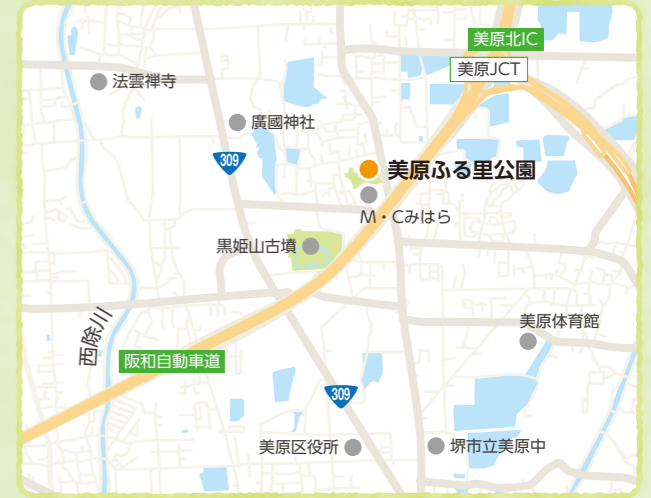 美原北IC
美原JCT
法雲禅寺
廣國神社
309
美原ふる里公園
M・Cみはら
黒姫山古墳
西除川
美原体育館
阪和自動車道
309
美原区役所
堺市立美原中